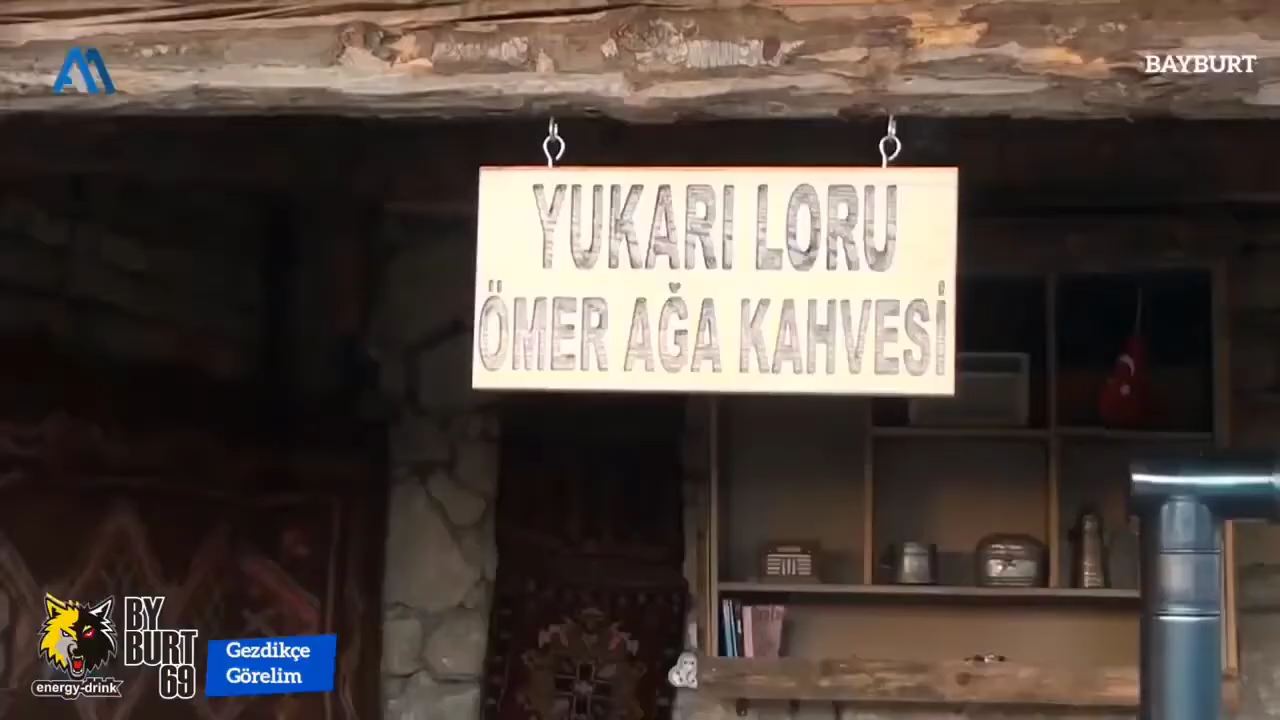 BAYBURT
YUKARI LORU
ÖMER AĞA KAHVESİ
BY
BURT
69
energy-drink
Gezdikçe
Görelim